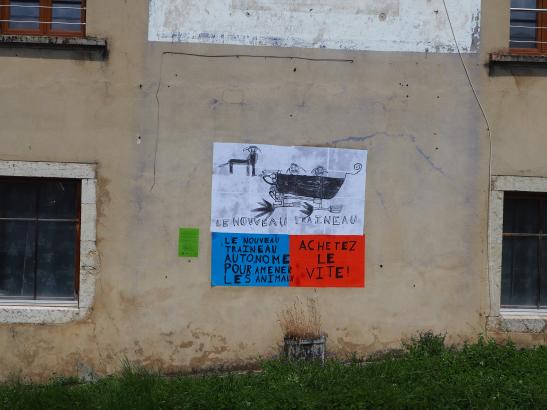 LE NOUVEAU TRAINEAU
LE NOUVEAU
TRAINEAU
AUTONOME
POUR AMENER
LES ANIMAUX
ACHETEZ
LE
VITE!